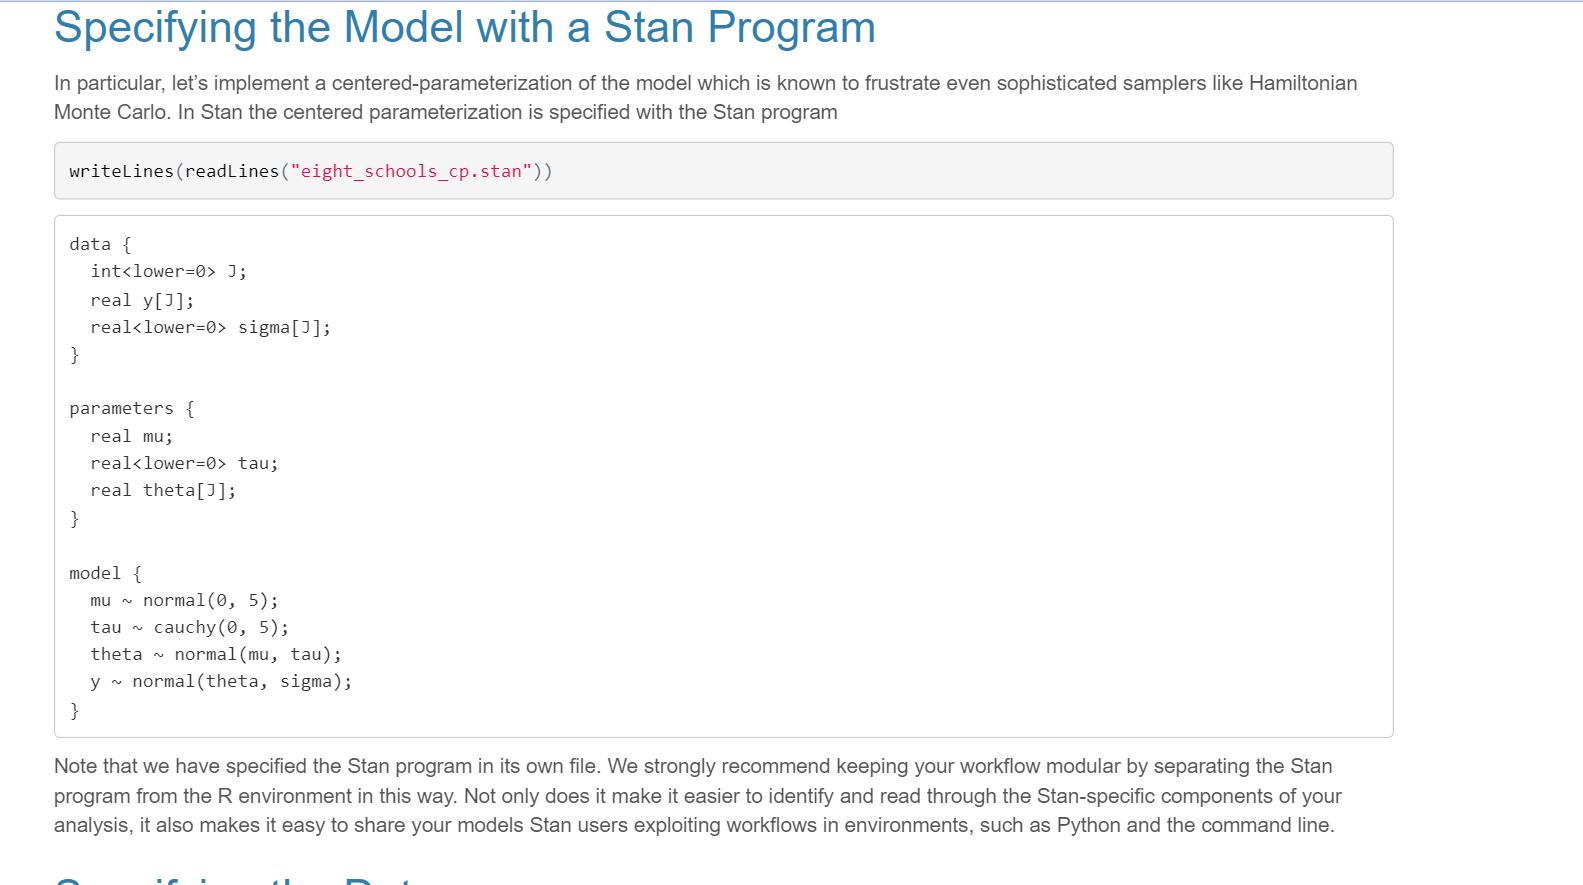 Specifying the Model with a Stan Program
In particular, let’s implement a centered-parameterization of the model which is known to frustrate even sophisticated samplers like Hamiltonian
Monte Carlo. In Stan the centered parameterization is specified with the Stan program
writeLines(readLines("eight_schools_cp.stan"))
data {
  int<lower=0> J;
  real y[J];
  real<lower=0> sigma[J];
}
parameters {
  real mu;
  real<lower=0> tau;
  real theta[J];
}
model {
  mu ~ normal(0, 5);
  tau ~ cauchy(0, 5);
  theta ~ normal(mu, tau);
  y ~ normal(theta, sigma);
}
Note that we have specified the Stan program in its own file. We strongly recommend keeping your workflow modular by separating the Stan
program from the R environment in this way. Not only does it make it easier to identify and read through the Stan-specific components of your
analysis, it also makes it easy to share your models Stan users exploiting workflows in environments, such as Python and the command line.